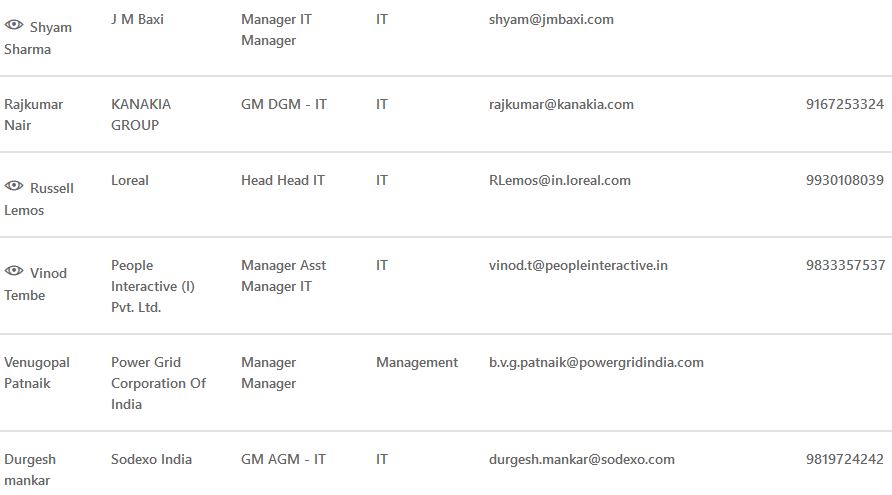 Shyam Sharma J M Baxi Manager IT Manager IT shyam@jmbaxi.com
Rajkumar Nair KANAKIA GROUP GM DGM - IT IT rajkumar@kanakia.com 9167253324
Russell Lemos Loreal Head Head IT IT RLemos@in.loreal.com 9930108039
Vinod Tembe People Interactive (I) Pvt. Ltd. Manager Asst Manager IT IT vinod.t@peopleinteractive.in 9833357537
Venugopal Patnaik Power Grid Corporation Of India Manager Manager Management b.v.g.patnaik@powergridindia.com
Durgesh mankar Sodexo India GM AGM - IT IT durgesh.mankar@sodexo.com 9819724242